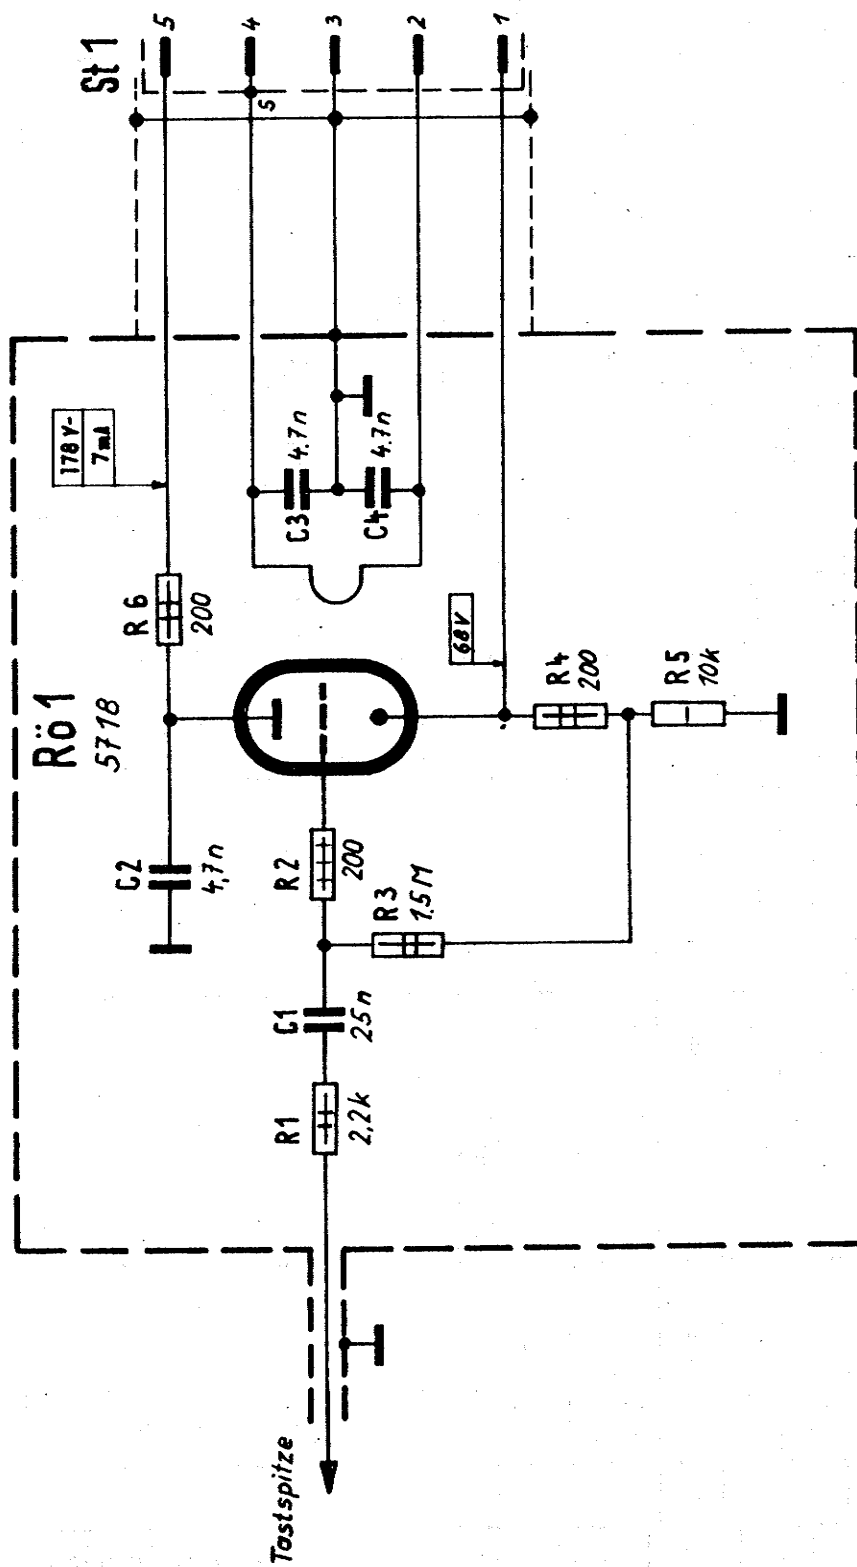 St 1
5
4
3
2
1
5
178 V-
7 mA
R 6
200
C3
4.7n
C4
4.7n
68V
Rö 1
5718
R4
200
R5
10k
C2
4,7n
R2
200
R3
1.5M
C1
25n
R1
2,2k
Tastspitze